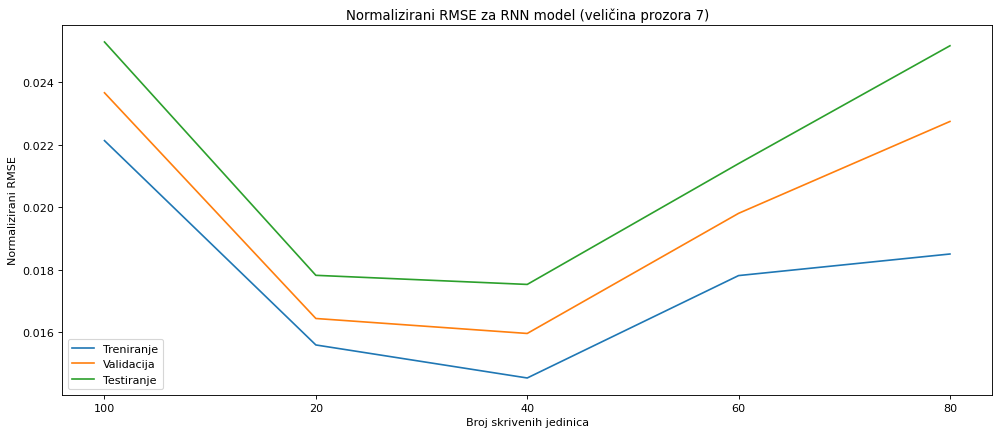 Normalizirani RMSE za RNN model (veličina prozora 7)
Normalizirani RMSE
0.024
0.022
0.020
0.018
0.016
Treniranje
Validacija
Testiranje
100 20 40 60 80
Broj skrivenih jedinica